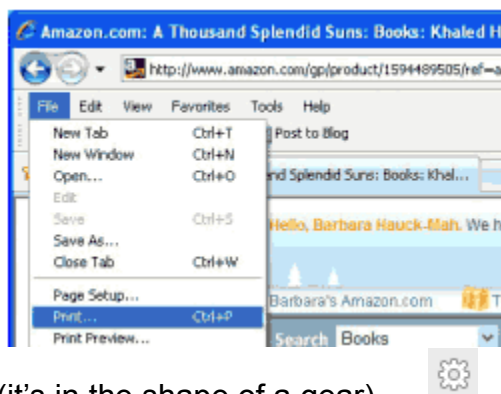 Amazon.com: A Thousand Splendid Suns: Books: Khaled H
http://www.amazon.com/gp/product/1594489505/ref=a
File Edit View Favorites Tools Help
New Tab Ctrl+T
Post to Blog
New Window Ctrl+N
Open... Ctrl+O
nd Splendid Suns: Books: Khal...
Edit
Save Ctrl+S
Hello, Barbara Hauck-Mah. We h
Save As...
Close Tab Ctrl+W
Page Setup...
Barbara's Amazon.com T
Print... Ctrl+P
Print Preview...
Search Books
(it's in the shape of a gear)